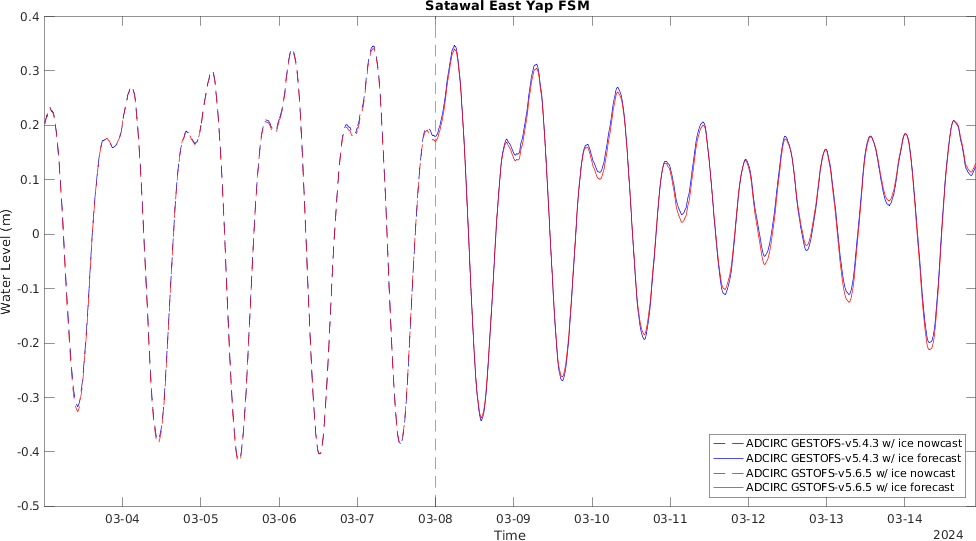 Satawal East Yap FSM
0.4
0.3
0.2
0.1
0
-0.1
-0.2
-0.3
-0.4
-0.5
Water Level (m)
ADCIRC GESTOFS-v5.4.3 w/ ice nowcast
ADCIRC GESTOFS-v5.4.3 w/ ice forecast
ADCIRC GSTOFS-v5.6.5 w/ ice nowcast
ADCIRC GSTOFS-v5.6.5 w/ ice forecast
03-04 03-05 03-06 03-07 03-08 03-09 03-10 03-11 03-12 03-13 03-14
Time
2024